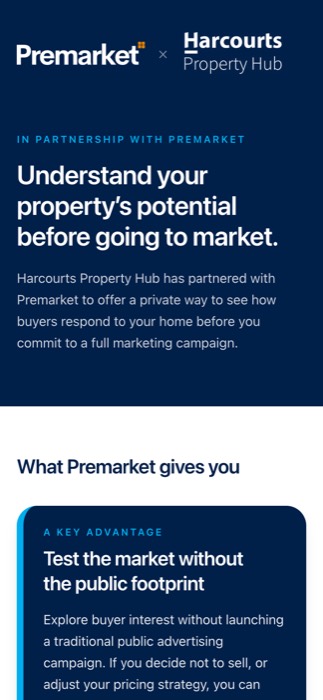 Premarket × Harcourts
Property Hub
IN PARTNERSHIP WITH PREMARKET
Understand your
property’s potential
before going to market.
Harcourts Property Hub has partnered with
Premarket to offer a private way to see how
buyers respond to your home before you
commit to a full marketing campaign.
What Premarket gives you
A KEY ADVANTAGE
Test the market without
the public footprint
Explore buyer interest without launching
a traditional public advertising
campaign. If you decide not to sell, or
adjust your pricing strategy, you can